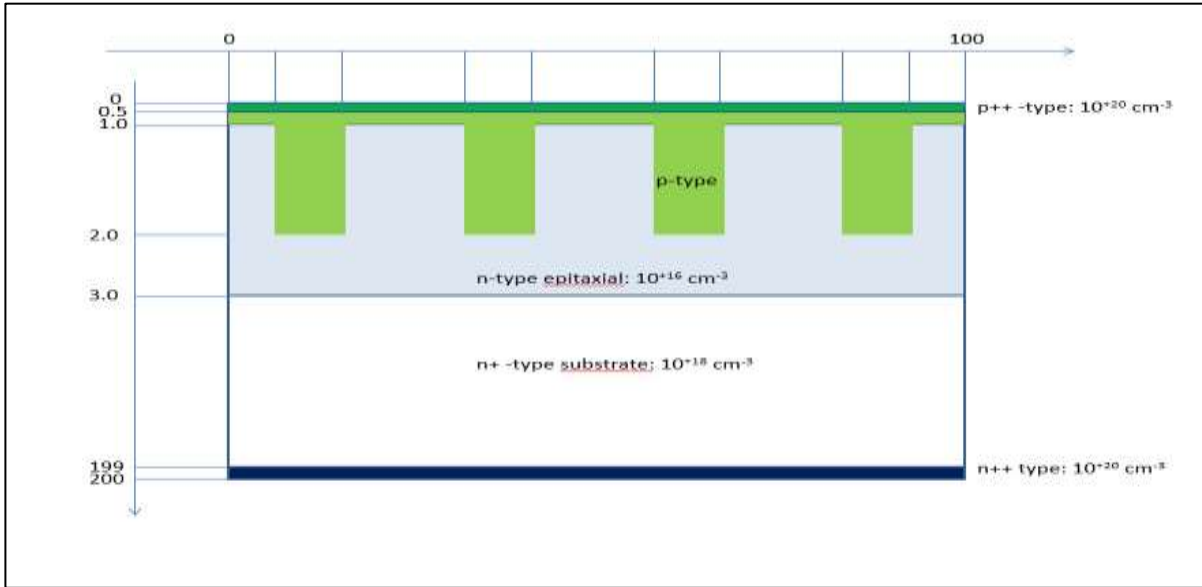 0 100
0
0.5
1.0
p++ -type: 10⁺²⁰ cm⁻³
p-type
2.0
n-type epitaxial: 10⁺¹⁶ cm⁻³
3.0
n+ -type substrate: 10⁺¹⁸ cm⁻³
199
200
n++ type: 10⁺²⁰ cm⁻³